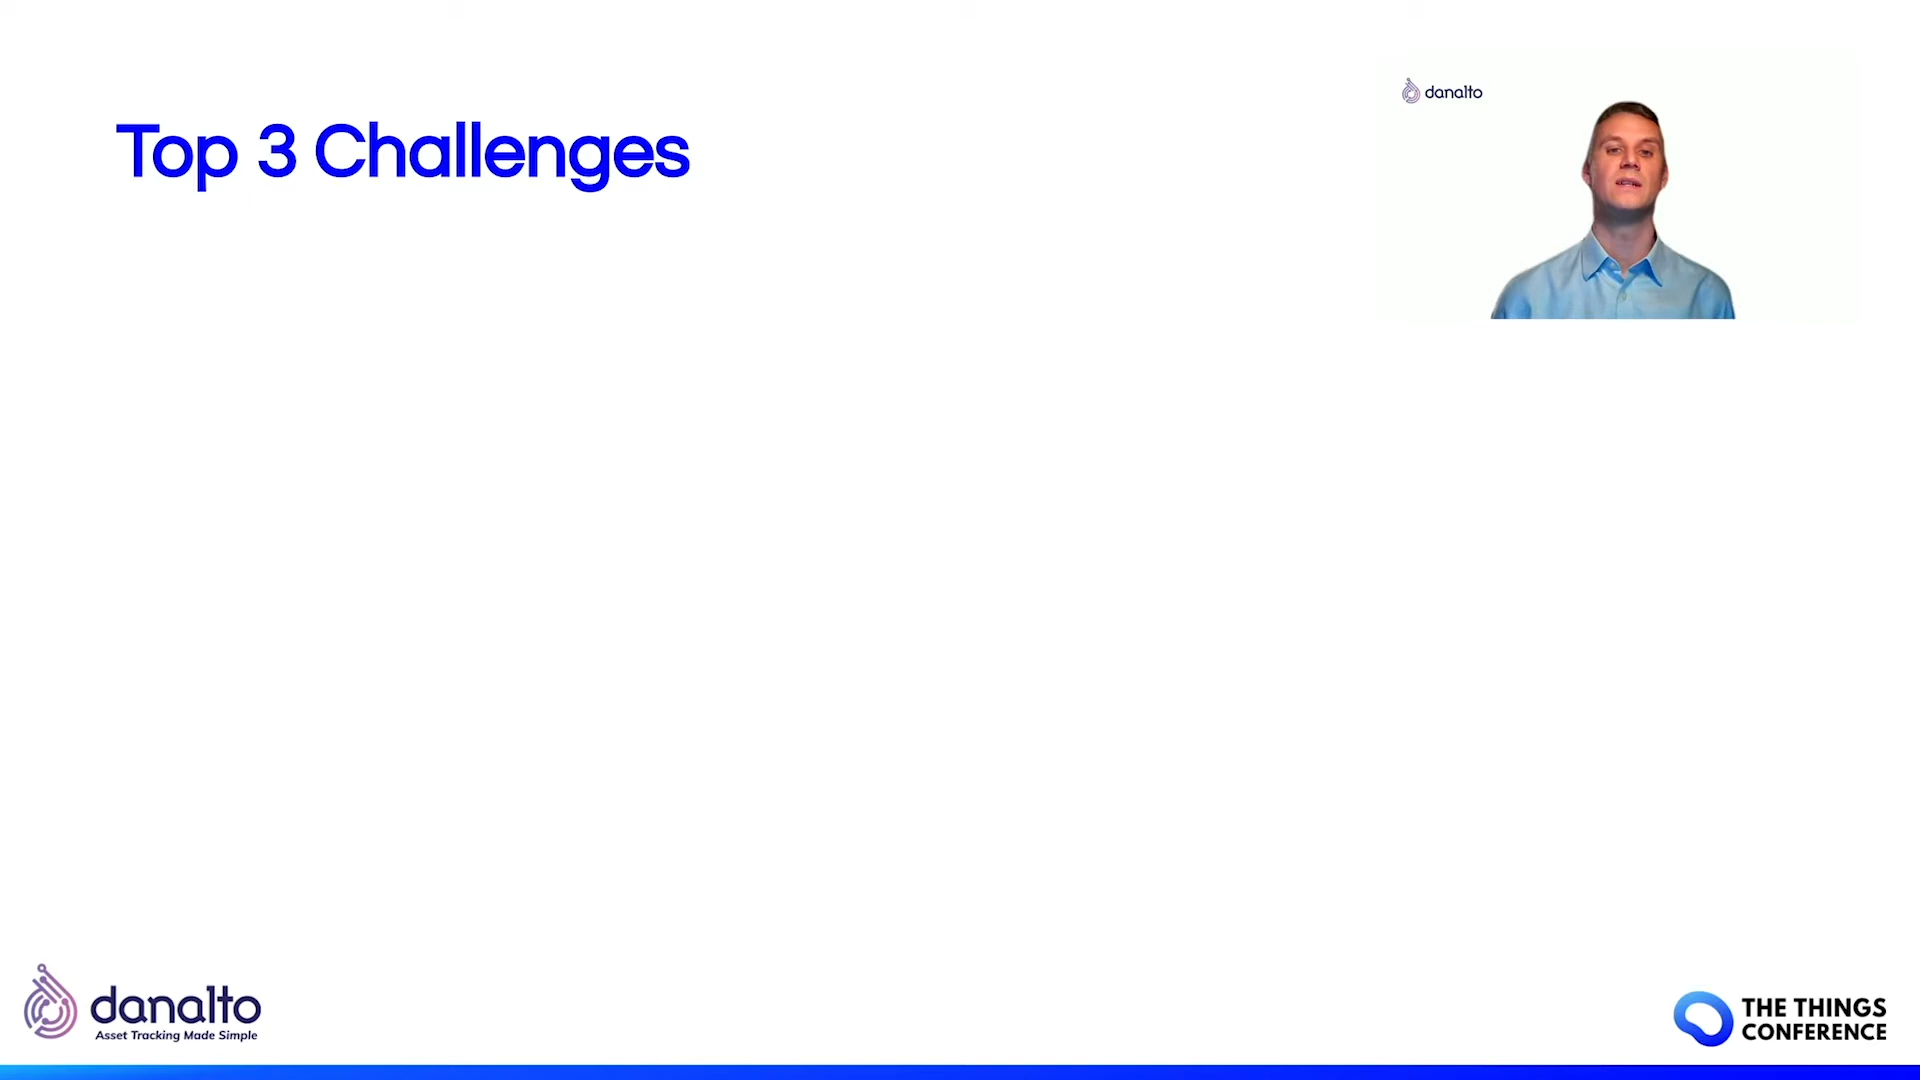 danalto
Top 3 Challenges
danalto
Asset Tracking Made Simple
THE THINGS
CONFERENCE